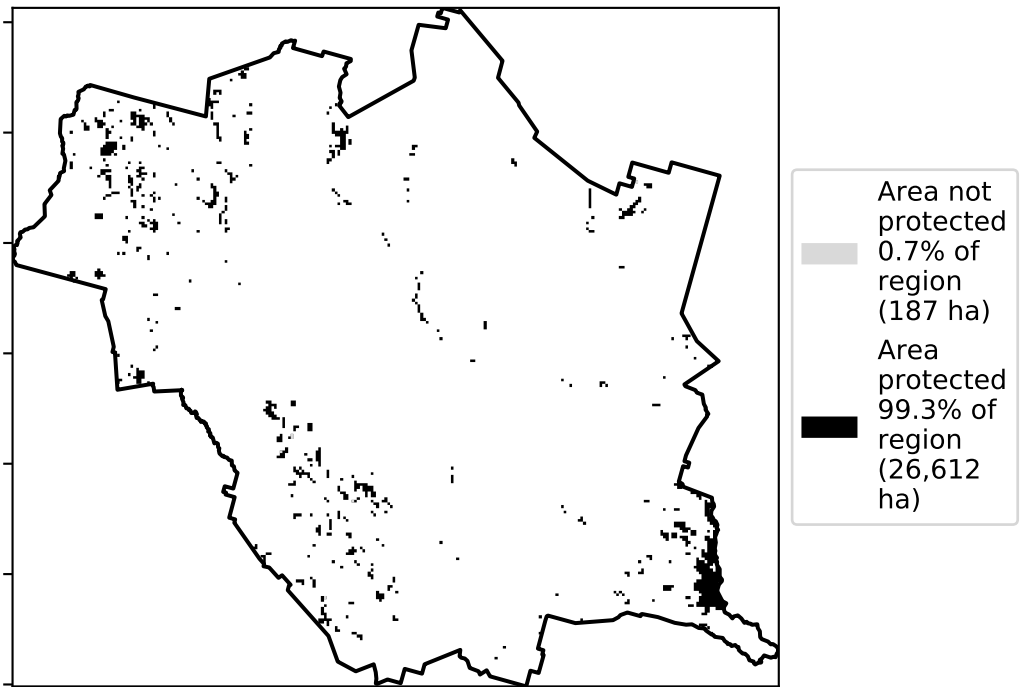 Area not
protected
0.7% of
region
(187 ha)
Area
protected
99.3% of
region
(26,612
ha)